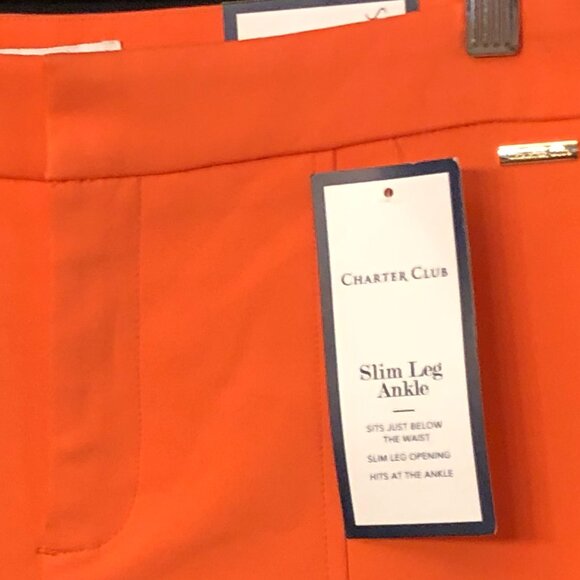 CHARTER CLUB
Slim Leg
Ankle
SITS JUST BELOW
THE WAIST
SLIM LEG OPENING
HITS AT THE ANKLE